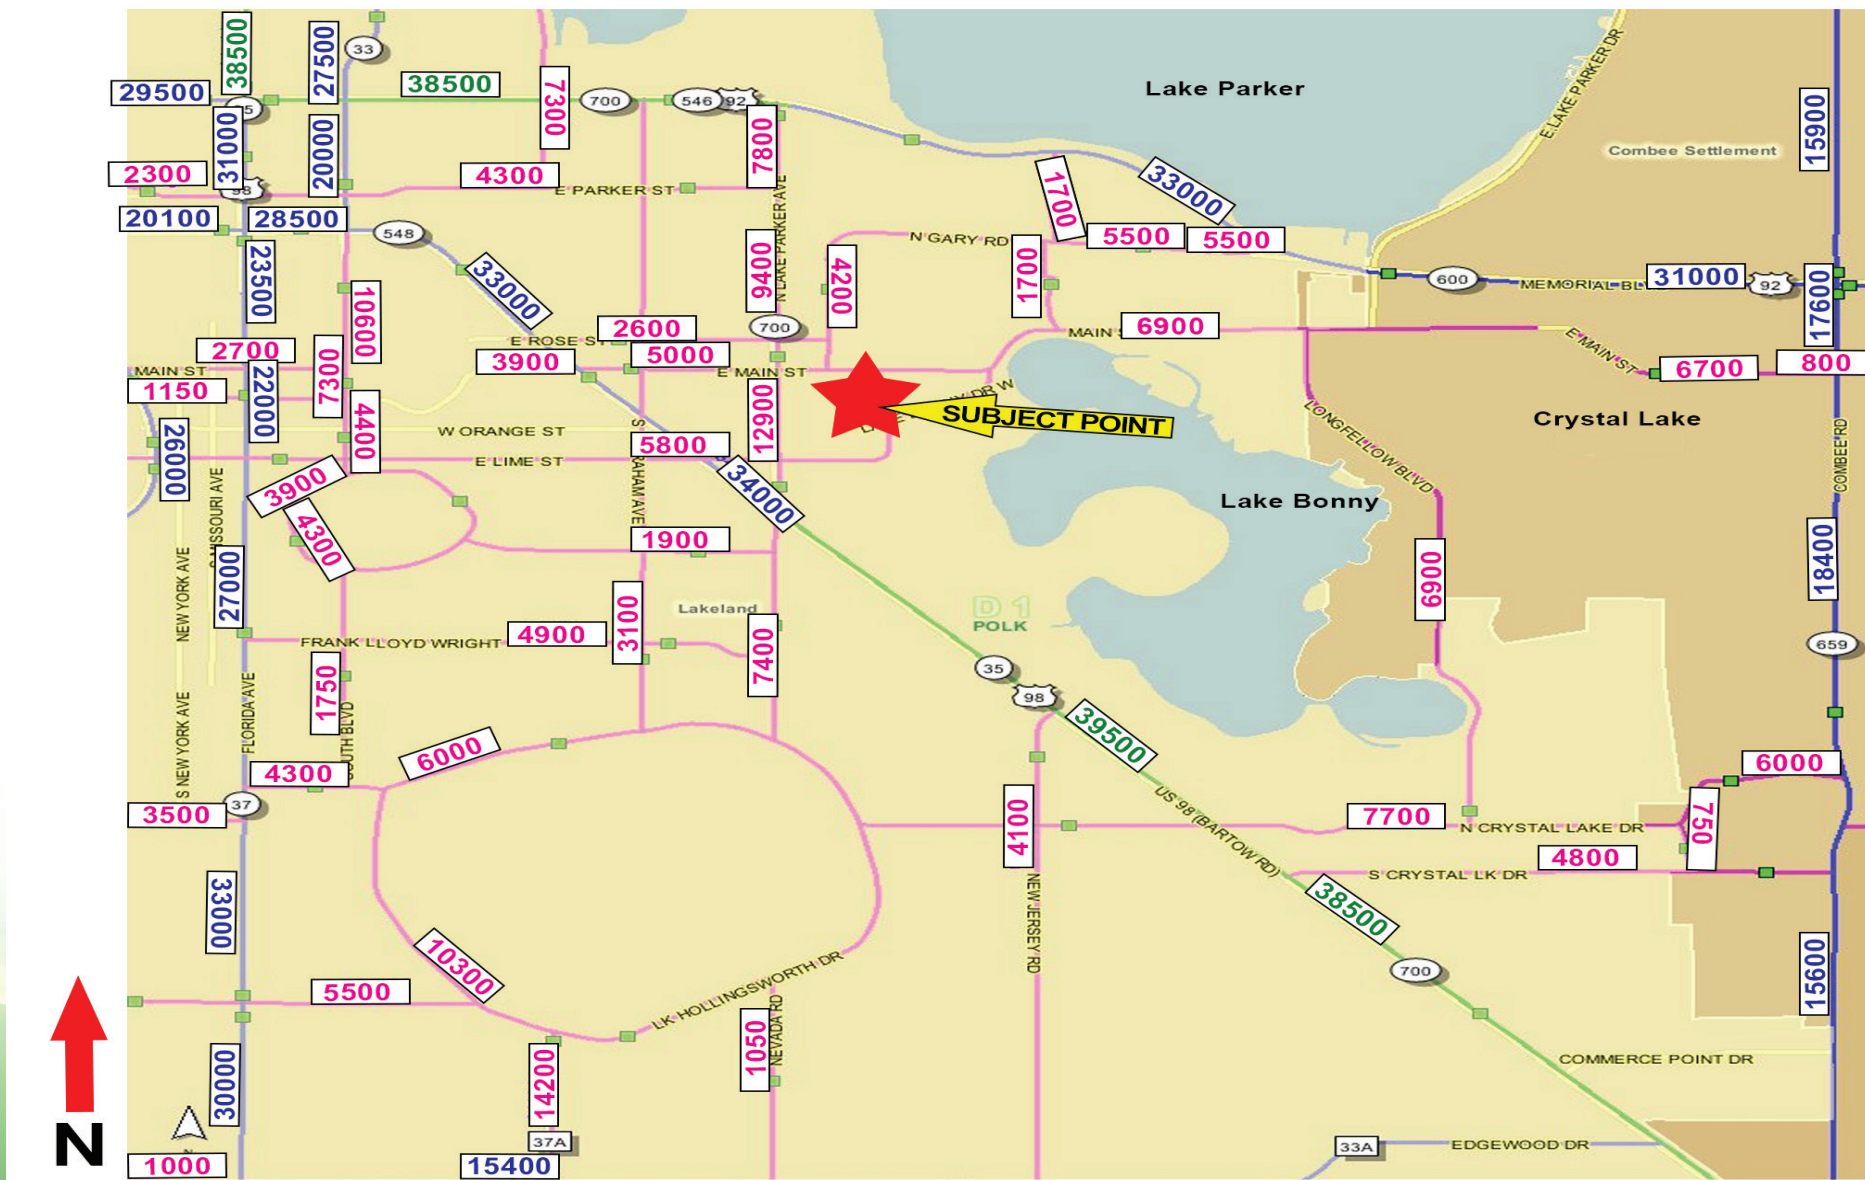 38500
27500
33
29500
38500
7300
700
546
92
31000
20000
7800
15900
Lake Parker
E LAKE PARKER DR
Combee Settlement
2300
98
4300
E PARKER ST
1700
33000
20100
28500
548
N LAKE PARKER AVE
N GARY RD
5500
5500
23500
33000
9400
4200
1700
600
MEMORIAL BL
31000
92
17600
10600
2600
700
MAIN
6900
E ROSE ST
2700
3900
5000
E MAIN ST
E MAIN ST
6700
800
MAIN ST
1150
22000
7300
4400
12900
DR W
SUBJECT POINT
Crystal Lake
LONGFELLOW BLVD
COMBEE RD
26000
W ORANGE ST
5800
E LIME ST
3900
34000
Lake Bonny
S MISSOURI AVE
4300
1900
NEW YORK AVE
27000
6900
18400
3100
Lakeland
D 1
POLK
FRANK LLOYD WRIGHT
4900
7400
659
35
98
1750
S NEW YORK AVE
FLORIDA AVE
SOUTH BLVD
6000
39500
4300
6000
3500
37
4100
US 98 (BARTOW RD)
7700
N CRYSTAL LAKE DR
750
4800
S CRYSTAL LK DR
33000
NEW JERSEY RD
38500
10300
700
15600
5500
LK HOLLINGSWORTH DR
1050
NEVADA RD
30000
14200
COMMERCE POINT DR
N
37A
33A
EDGEWOOD DR
1000
15400